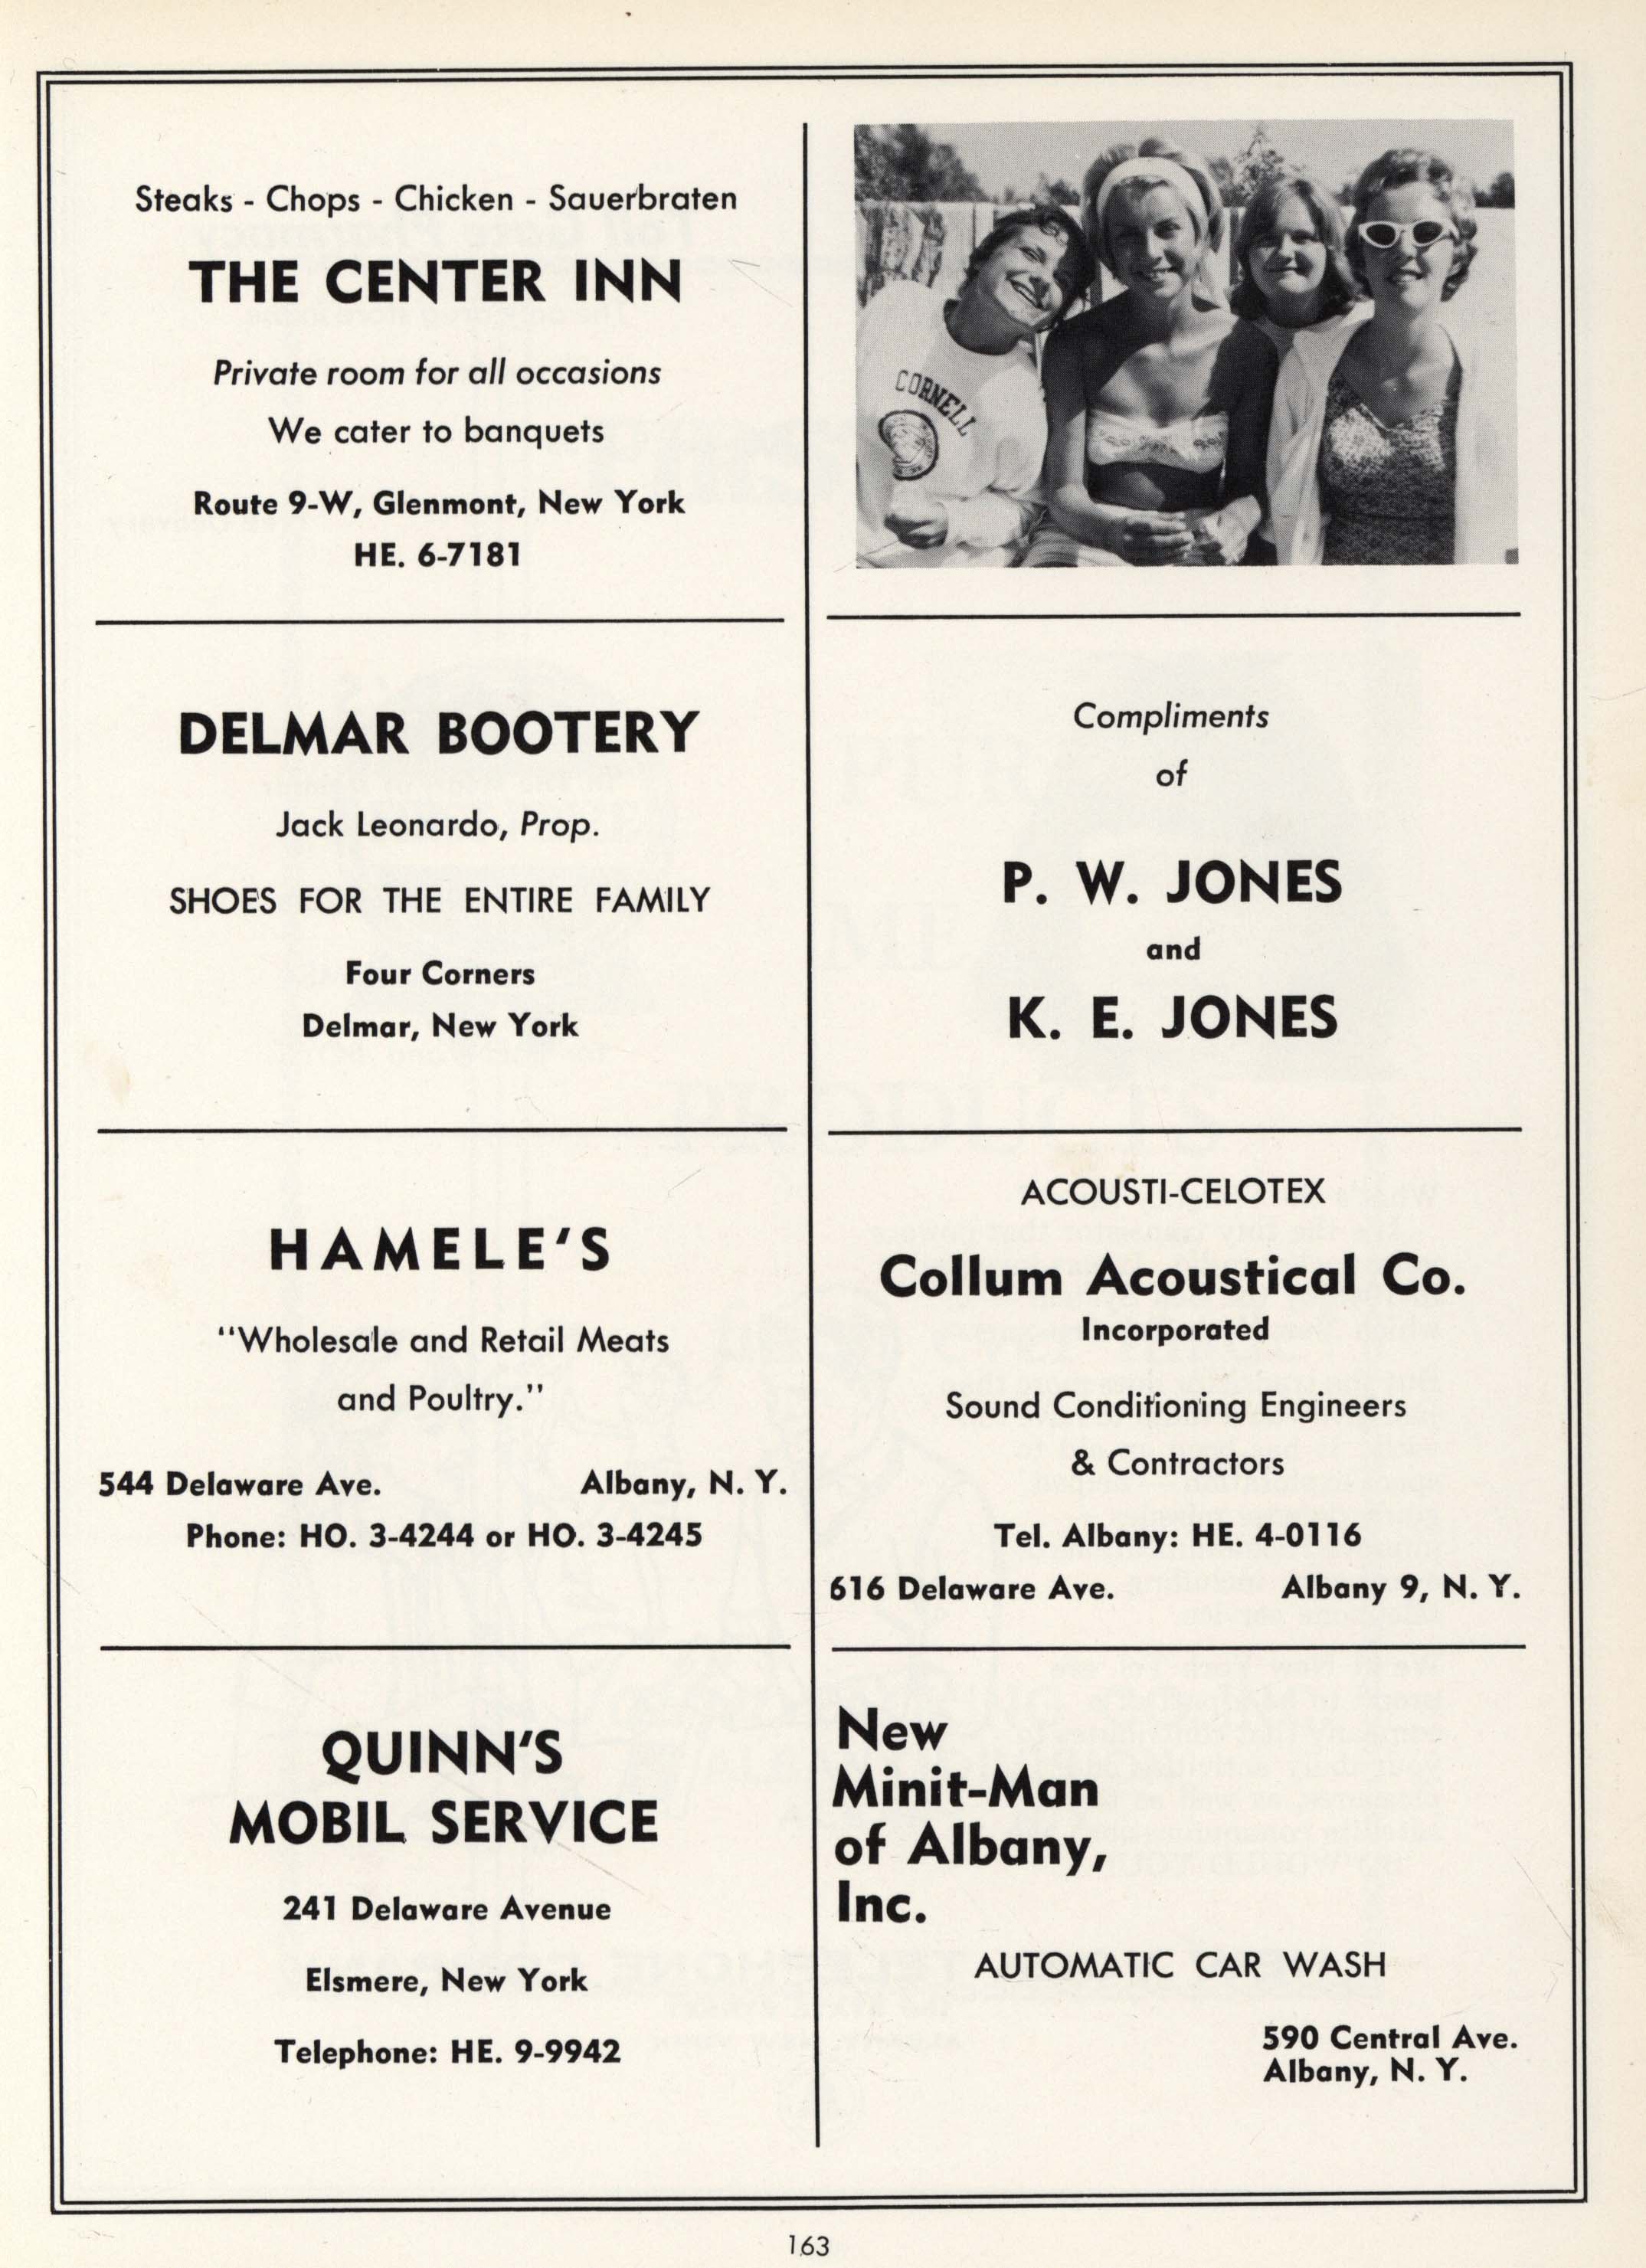 Steaks - Chops - Chicken - Sauerbraten
THE CENTER INN
Private room for all occasions
We cater to banquets
Route 9-W, Glenmont, New York
HE. 6-7181
DELMAR BOOTERY
Jack Leonardo, Prop.
SHOES FOR THE ENTIRE FAMILY
Four Corners
Delmar, New York
HAMELE'S
"Wholesale and Retail Meats
and Poultry."
544 Delaware Ave. Albany, N. Y.
Phone: HO. 3-4244 or HO. 3-4245
QUINN'S
MOBIL SERVICE
241 Delaware Avenue
Elsmere, New York
Telephone: HE. 9-9942
CORNELL
Compliments
of
P. W. JONES
and
K. E. JONES
ACOUSTI-CELOTEX
Collum Acoustical Co.
Incorporated
Sound Conditioning Engineers
& Contractors
Tel. Albany: HE. 4-0116
616 Delaware Ave. Albany 9, N. Y.
New
Minit-Man
of Albany,
Inc.
AUTOMATIC CAR WASH
590 Central Ave.
Albany, N. Y.
163